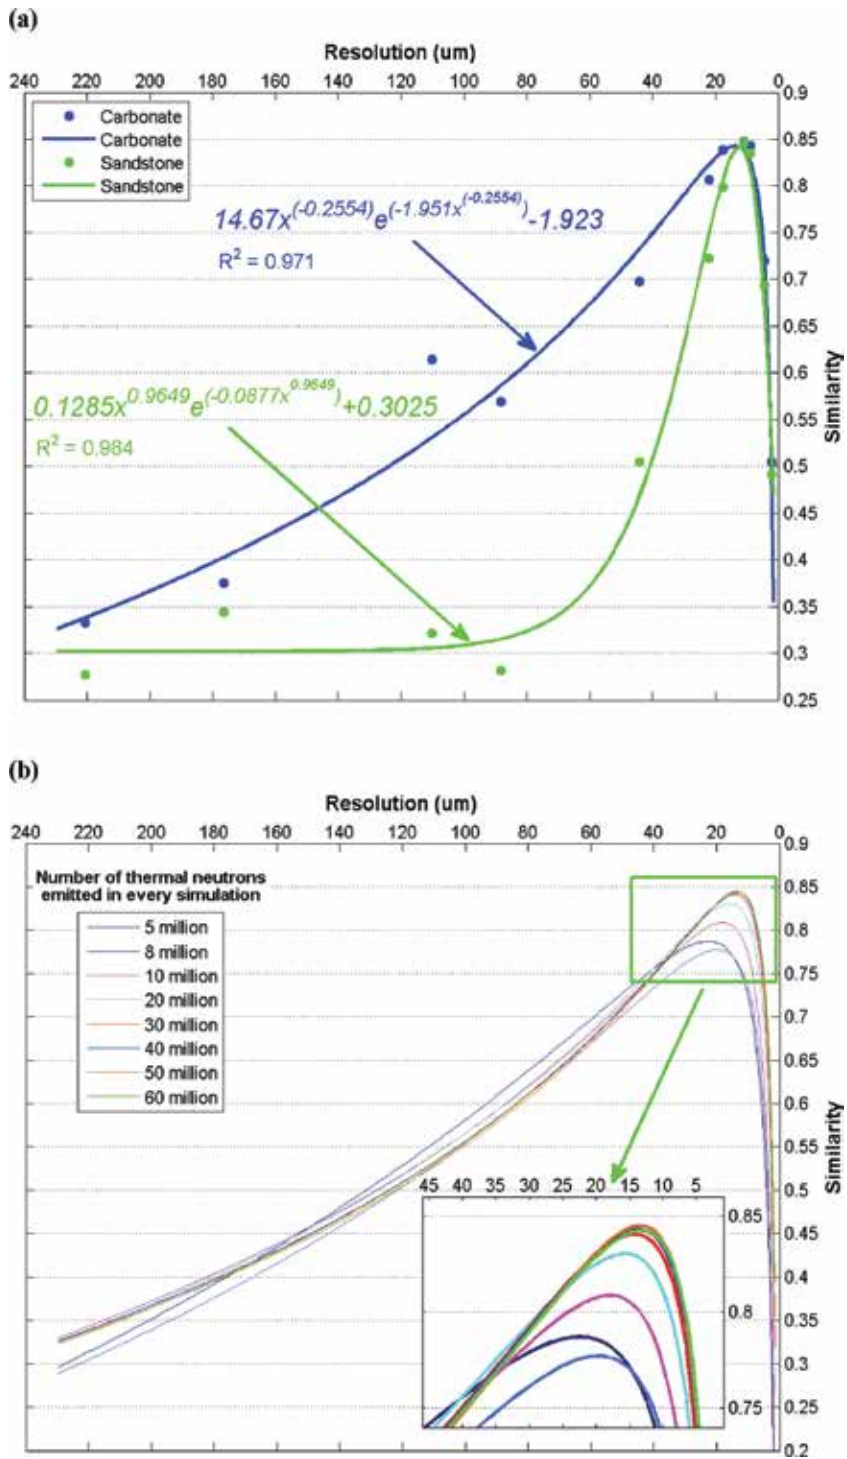 (a)
Resolution (um)
240 220 200 180 160 140 120 100 80 60 40 20 0
0.9
Carbonate
Carbonate
Sandstone
Sandstone
0.85
0.8
14.67x^(-0.2554)e^(-1.951x^(-0.2554))-1.923
R² = 0.971
0.75
0.7
0.65
0.6
0.1285x^0.9649e^(-0.0877x^0.9649)+0.3025
R² = 0.984
0.55
0.5
0.45
0.4
0.35
0.3
0.25
Similarity
(b)
Resolution (um)
240 220 200 180 160 140 120 100 80 60 40 20 0
0.9
Number of thermal neutrons
emitted in every simulation
5 million
8 million
10 million
20 million
30 million
40 million
50 million
60 million
0.85
0.8
0.75
0.7
0.65
0.6
0.55
0.5
0.45
0.4
0.35
0.3
0.25
0.2
Similarity
45 40 35 30 25 20 15 10 5
0.85
0.8
0.75